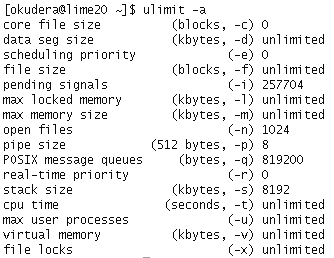 [okudera@lime20 ~]$ ulimit -a
core file size (blocks, -c) 0
data seg size (kbytes, -d) unlimited
scheduling priority (-e) 0
file size (blocks, -f) unlimited
pending signals (-i) 257704
max locked memory (kbytes, -l) unlimited
max memory size (kbytes, -m) unlimited
open files (-n) 1024
pipe size (512 bytes, -p) 8
POSIX message queues (bytes, -q) 819200
real-time priority (-r) 0
stack size (kbytes, -s) 8192
cpu time (seconds, -t) unlimited
max user processes (-u) unlimited
virtual memory (kbytes, -v) unlimited
file locks (-x) unlimited